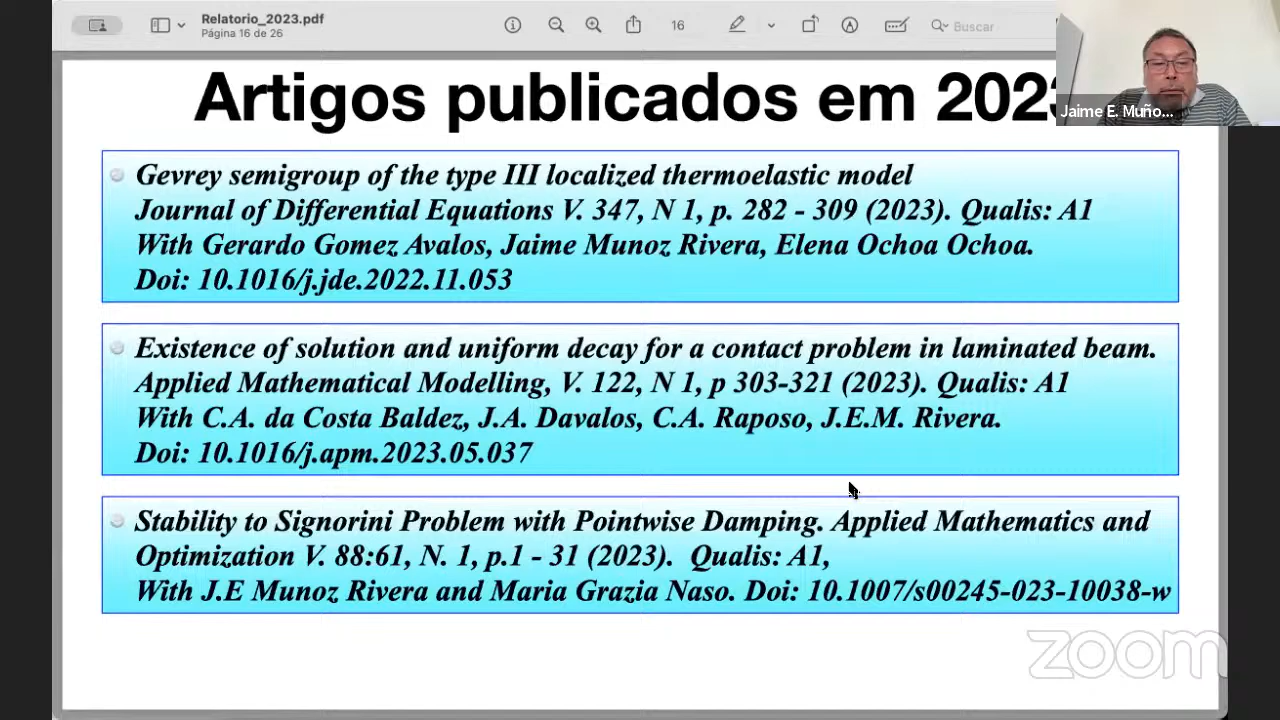 Relatorio_2023.pdf
Página 16 de 26
16
Buscar
Jaime E. Muño...
Artigos publicados em 2023
Gevrey semigroup of the type III localized thermoelastic model
Journal of Differential Equations V. 347, N 1, p. 282 - 309 (2023). Qualis: A1
With Gerardo Gomez Avalos, Jaime Munoz Rivera, Elena Ochoa Ochoa.
Doi: 10.1016/j.jde.2022.11.053
Existence of solution and uniform decay for a contact problem in laminated beam.
Applied Mathematical Modelling, V. 122, N 1, p 303-321 (2023). Qualis: A1
With C.A. da Costa Baldez, J.A. Davalos, C.A. Raposo, J.E.M. Rivera.
Doi: 10.1016/j.apm.2023.05.037
Stability to Signorini Problem with Pointwise Damping. Applied Mathematics and
Optimization V. 88:61, N. 1, p.1 - 31 (2023). Qualis: A1,
With J.E Munoz Rivera and Maria Grazia Naso. Doi: 10.1007/s00245-023-10038-w
zoom